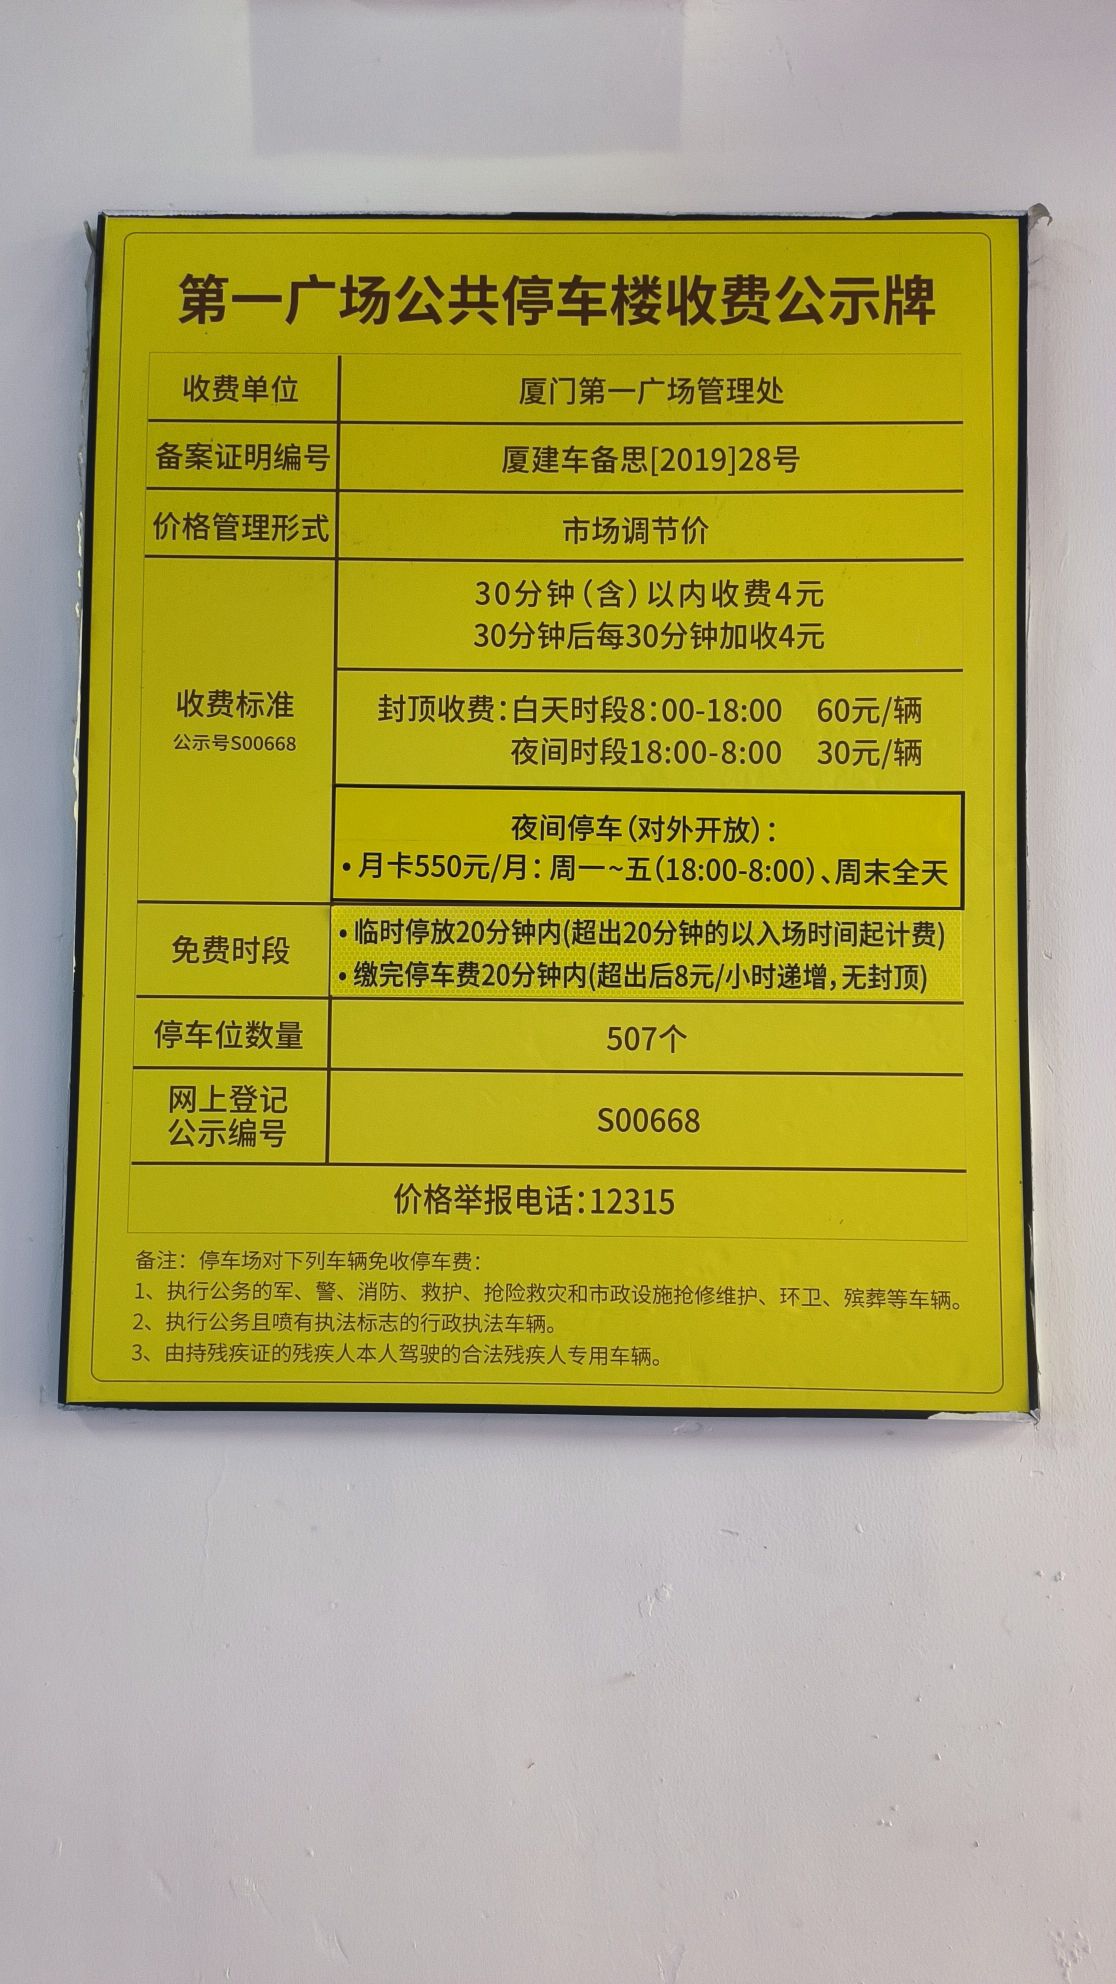 第一广场公共停车楼收费公示牌
收费单位 厦门第一广场管理处
备案证明编号 厦建车备思[2019]28号
价格管理形式 市场调节价
收费标准
公示号S00668
30分钟（含）以内收费4元
30分钟后每30分钟加收4元
封顶收费：白天时段8：00-18:00 60元/辆
夜间时段18:00-8:00 30元/辆
夜间停车（对外开放）：
•月卡550元/月：周一~五（18:00-8:00）、周末全天
免费时段
•临时停放20分钟内(超出20分钟的以入场时间起计费)
•缴完停车费20分钟内(超出后8元/小时递增，无封顶)
停车位数量 507个
网上登记
公示编号
S00668
价格举报电话：12315
备注：停车场对下列车辆免收停车费：
1、执行公务的军、警、消防、救护、抢险救灾和市政设施抢修维护、环卫、殡葬等车辆。
2、执行公务且喷有执法标志的行政执法车辆。
3、由持残疾证的残疾人本人驾驶的合法残疾人专用车辆。